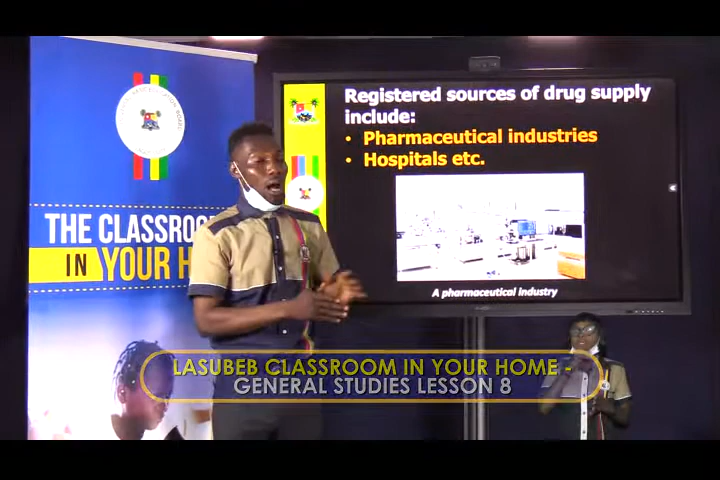 Registered sources of drug supply
include:
• Pharmaceutical industries
• Hospitals etc.
A pharmaceutical industry
THE CLASSROO
IN YOUR H
LASUBEB CLASSROOM IN YOUR HOME -
GENERAL STUDIES LESSON 8